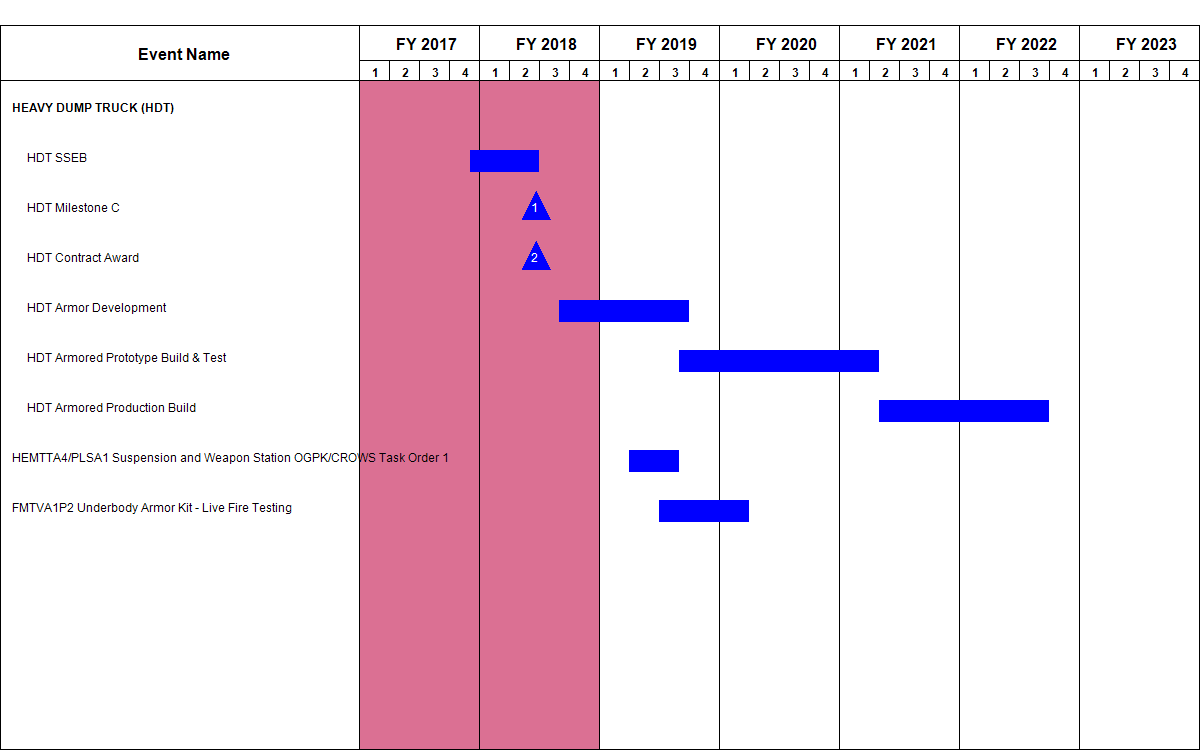 Event Name FY 2017 FY 2018 FY 2019 FY 2020 FY 2021 FY 2022 FY 2023
1 2 3 4 1 2 3 4 1 2 3 4 1 2 3 4 1 2 3 4 1 2 3 4 1 2 3 4
HEAVY DUMP TRUCK (HDT)
HDT SSEB
HDT Milestone C 1
HDT Contract Award 2
HDT Armor Development
HDT Armored Prototype Build & Test
HDT Armored Production Build
HEMTTA4/PLSA1 Suspension and Weapon Station OGPK/CROWS Task Order 1
FMTVA1P2 Underbody Armor Kit - Live Fire Testing